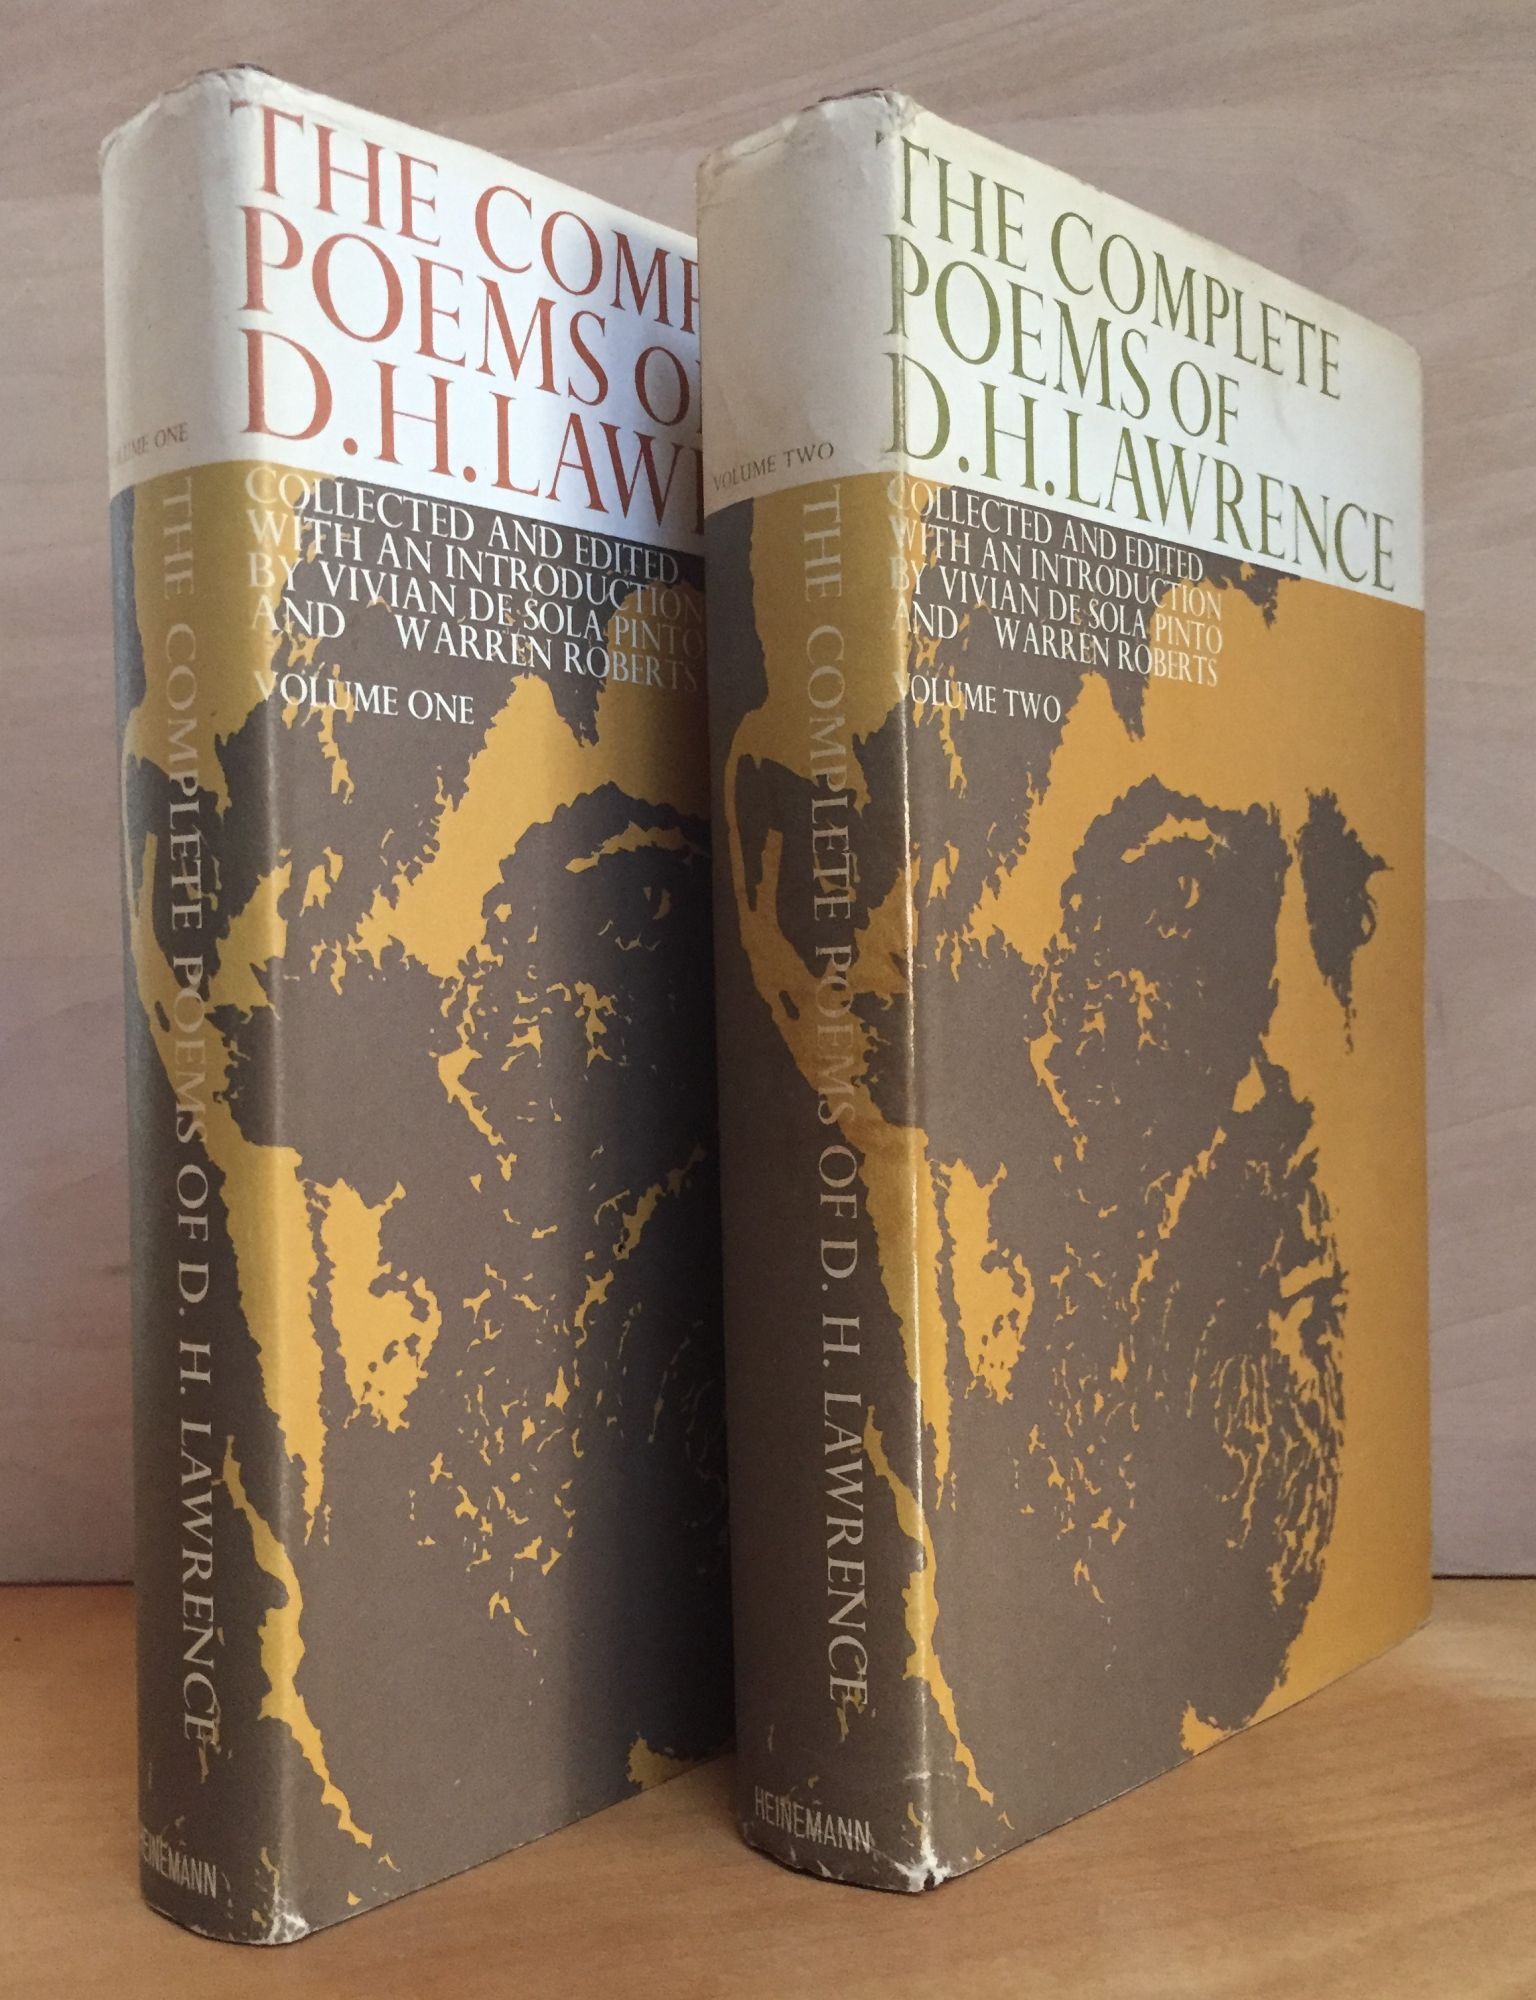 THE COMP
POEMS O
D.H.LAW
COLLECTED AND EDITED
WITH AN INTRODUCTION
BY VIVIAN DE SOLA PINTO
AND WARREN ROBERTS
VOLUME ONE
VOLUME ONE
THE COMPLETE POEMS OF D. H. LAWRENCE
HEINEMANN
THE COMPLETE
POEMS OF
D.H.LAWRENCE
COLLECTED AND EDITED
WITH AN INTRODUCTION
BY VIVIAN DE SOLA PINTO
AND WARREN ROBERTS
VOLUME TWO
VOLUME TWO
THE COMPLETE POEMS OF D. H. LAWRENCE
HEINEMANN